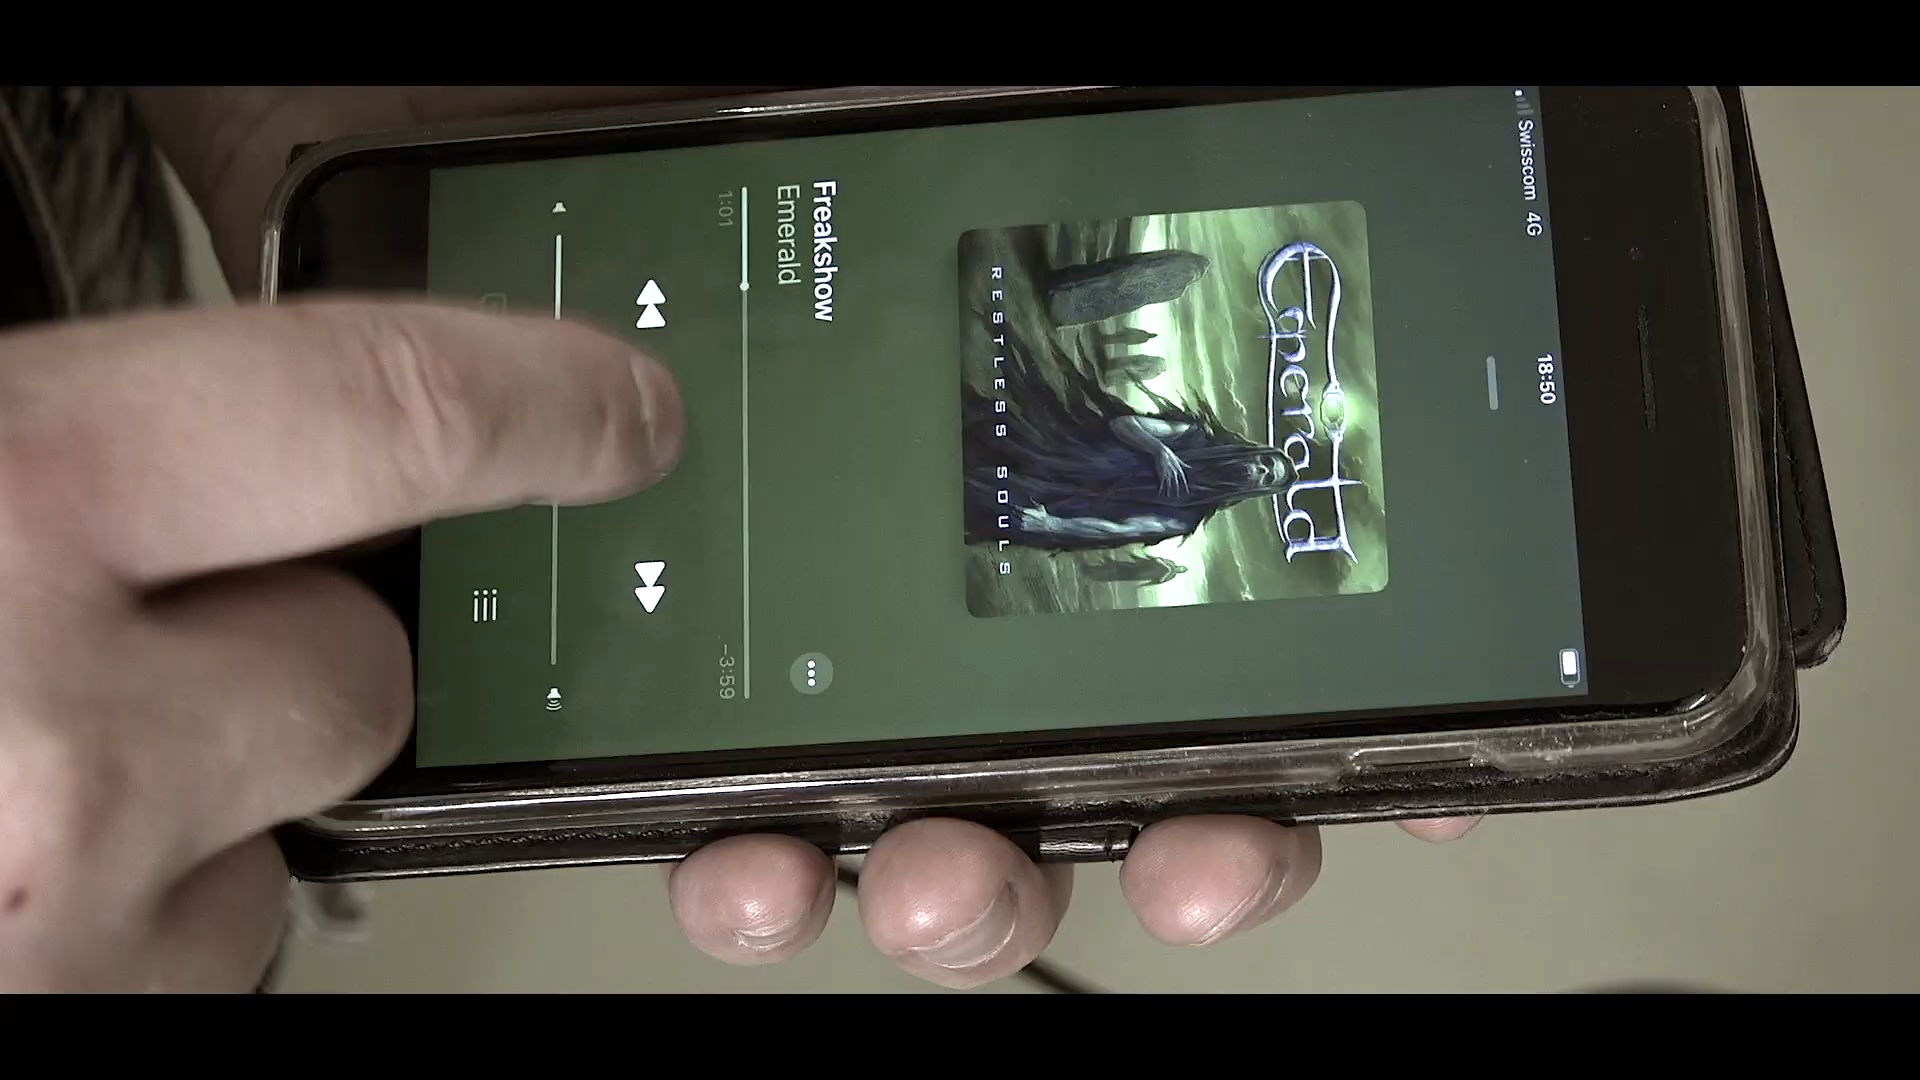 Swisscom 4G
18:50
Emerald
RESTLESS SOULS
Freakshow
Emerald
1:01
-3:59